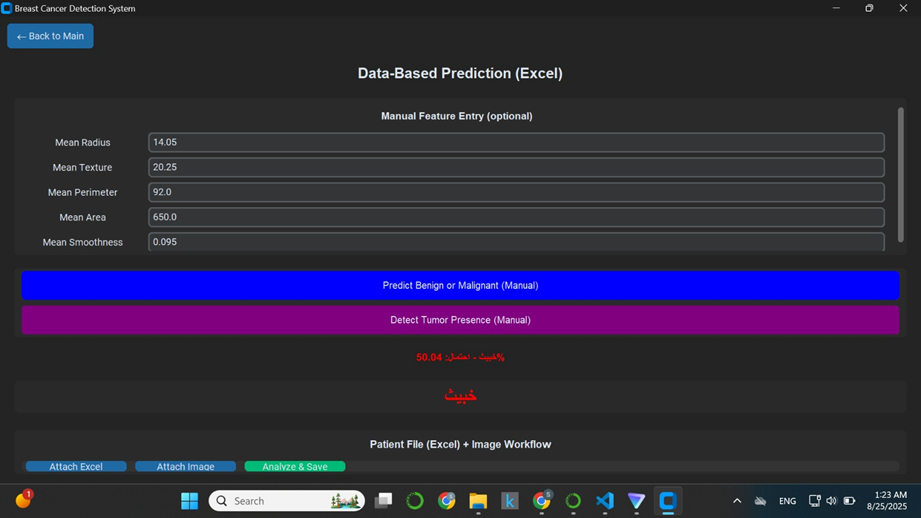 Breast Cancer Detection System
← Back to Main
Data-Based Prediction (Excel)
Manual Feature Entry (optional)
Mean Radius 14.05
Mean Texture 20.25
Mean Perimeter 92.0
Mean Area 650.0
Mean Smoothness 0.095
Predict Benign or Malignant (Manual)
Detect Tumor Presence (Manual)
خبيث - احتمال: 50.04%
خبيث
Patient File (Excel) + Image Workflow
Attach Excel Attach Image Analyze & Save
1 Search 5 ENG 1:23 AM
8/25/2025